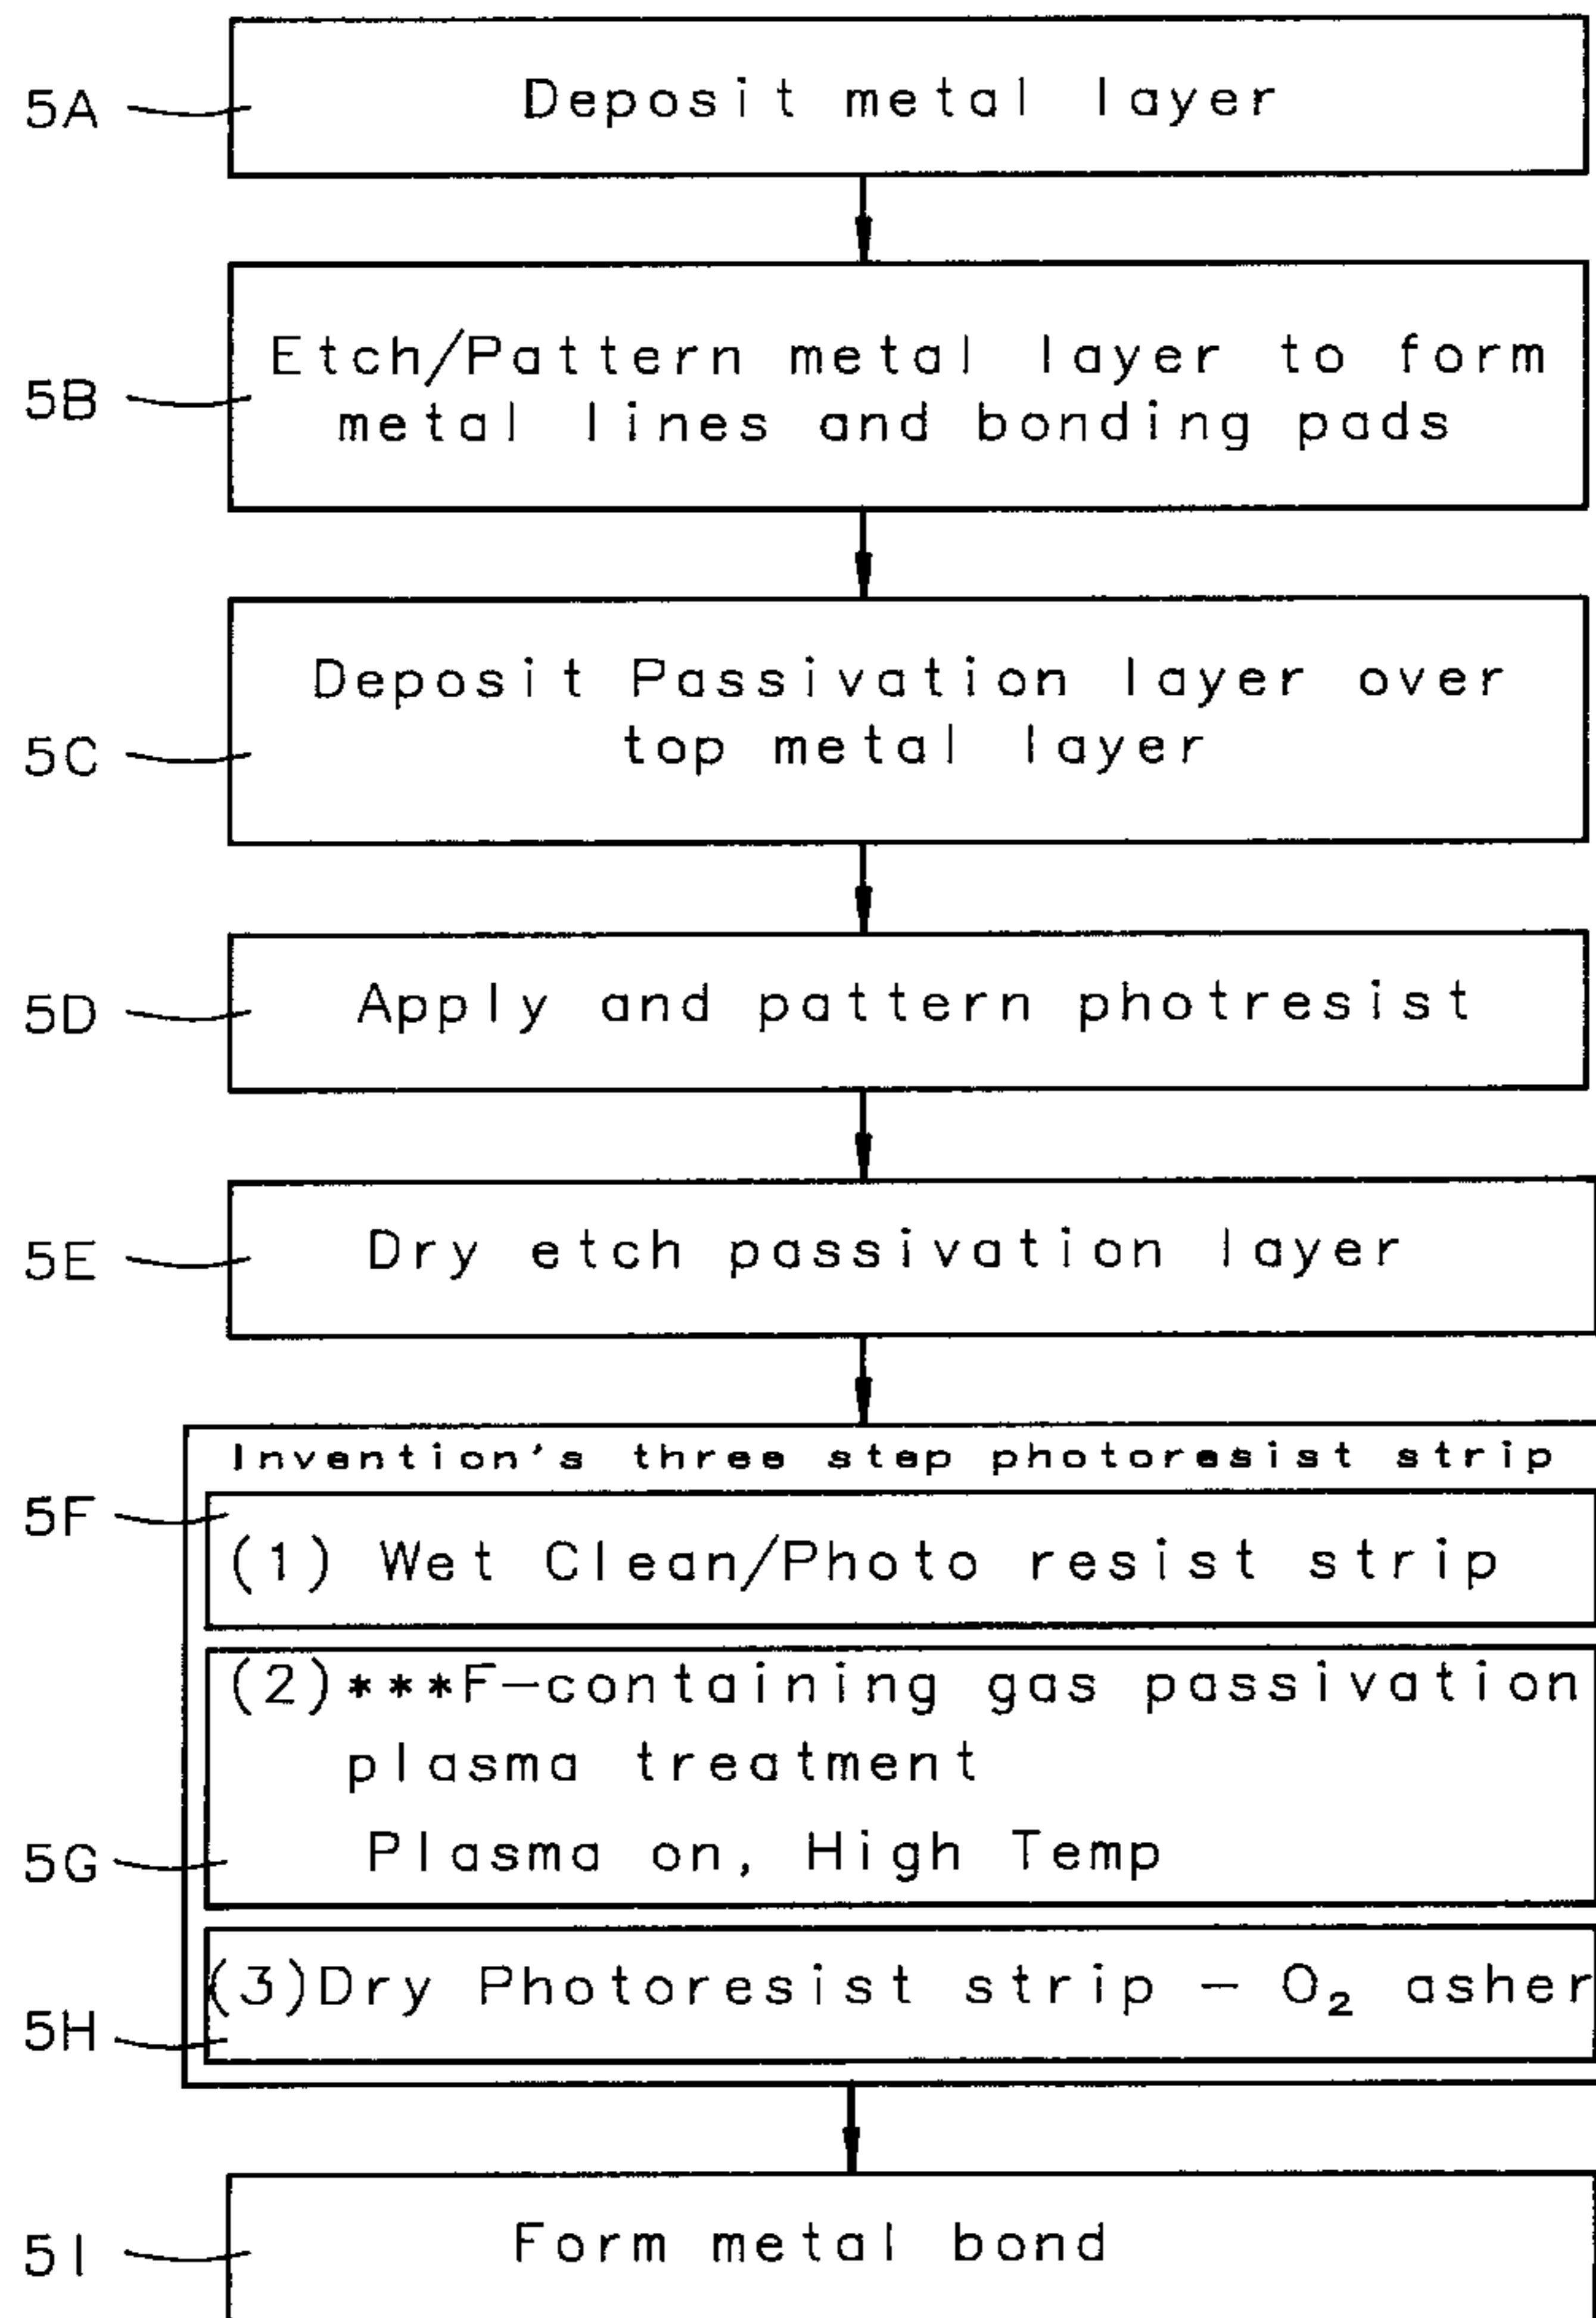 5A Deposit metal layer
5B Etch/Pattern metal layer to form
metal lines and bonding pads
Deposit Passivation layer over
5C top metal layer
5D Apply and pattern photresist
5E Dry etch passivation layer
Invention's three step photoresist strip
5F (1) Wet Clean/Photo resist strip
(2)***F-containing gas passivation
plasma treatment
5G Plasma on, High Temp
5H (3)Dry Photoresist strip - O₂ asher
5I Form metal bond